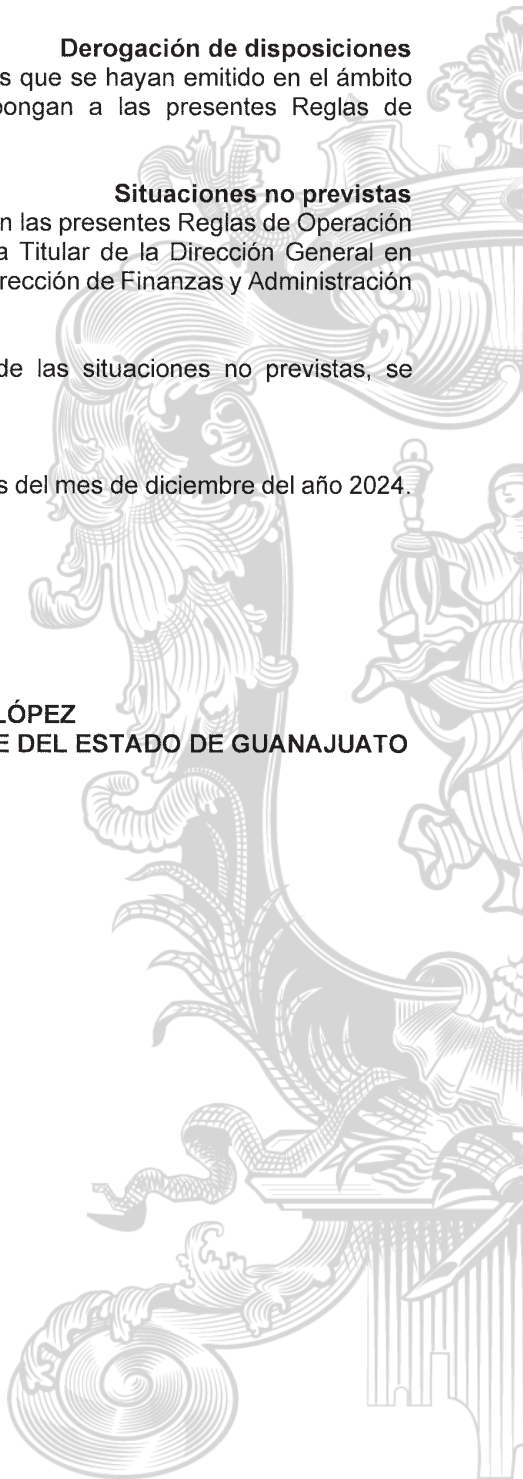 Derogación de disposiciones
s que se hayan emitido en el ámbito
ongan a las presentes Reglas de
Situaciones no previstas
n las presentes Reglas de Operación
a Titular de la Dirección General en
rección de Finanzas y Administración
de las situaciones no previstas, se
s del mes de diciembre del año 2024.
LÓPEZ
E DEL ESTADO DE GUANAJUATO